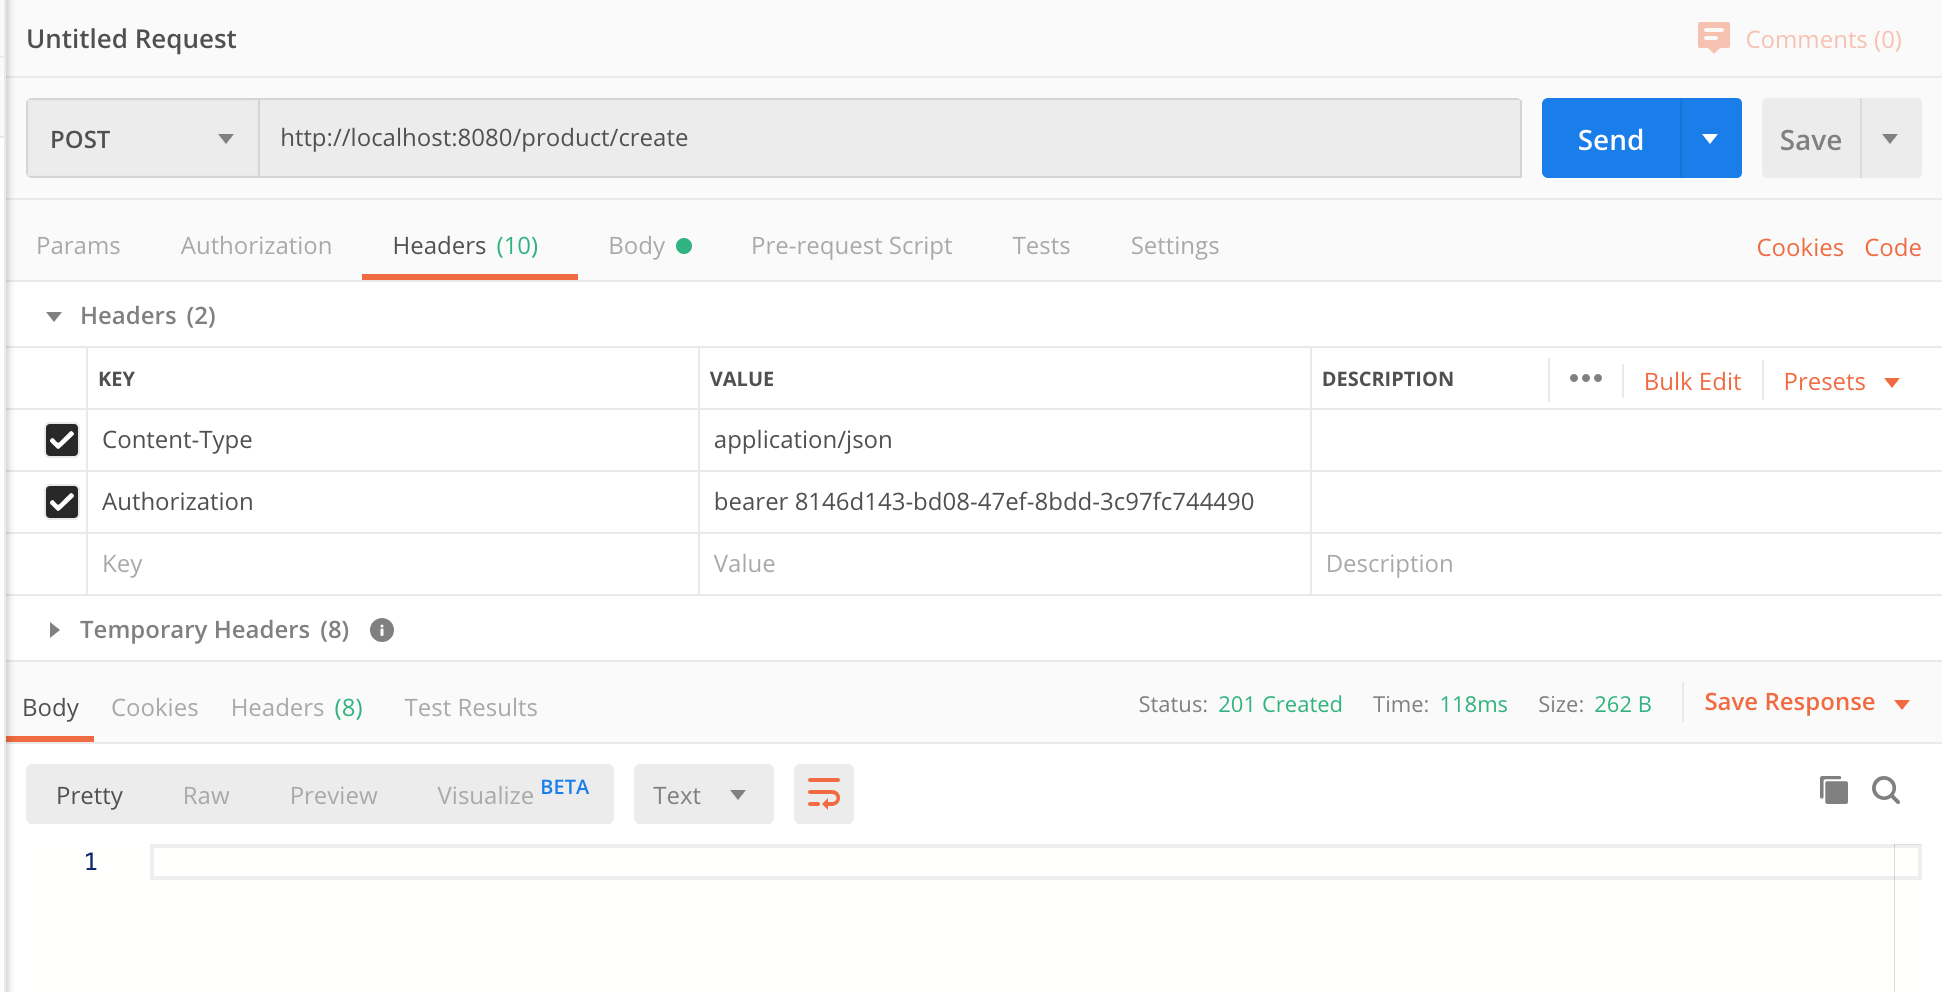 Untitled Request
Comments (0)
POST http://localhost:8080/product/create Send Save
Params Authorization Headers (10) Body Pre-request Script Tests Settings Cookies Code
Headers (2)
KEY VALUE DESCRIPTION Bulk Edit Presets
Content-Type application/json
Authorization bearer 8146d143-bd08-47ef-8bdd-3c97fc744490
Key Value Description
Temporary Headers (8)
Body Cookies Headers (8) Test Results Status: 201 Created Time: 118ms Size: 262 B Save Response
Pretty Raw Preview Visualize BETA Text
1